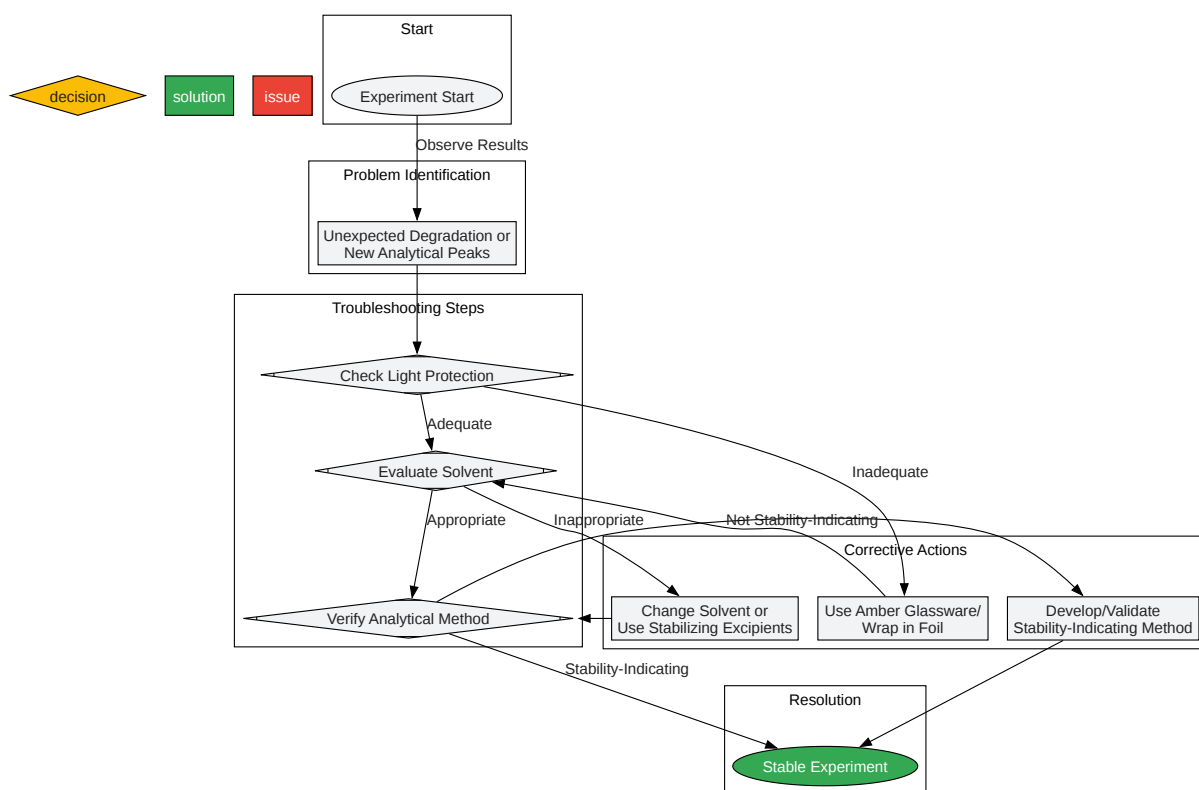 Start
decision
solution
issue
Experiment Start
Observe Results
Problem Identification
Unexpected Degradation or
New Analytical Peaks
Troubleshooting Steps
Check Light Protection
Adequate
Evaluate Solvent
Inadequate
Appropriate
Inappropriate
Not Stability-Indicating
Corrective Actions
Verify Analytical Method
Change Solvent or
Use Stabilizing Excipients
Use Amber Glassware/
Wrap in Foil
Develop/Validate
Stability-Indicating Method
Stability-Indicating
Resolution
Stable Experiment